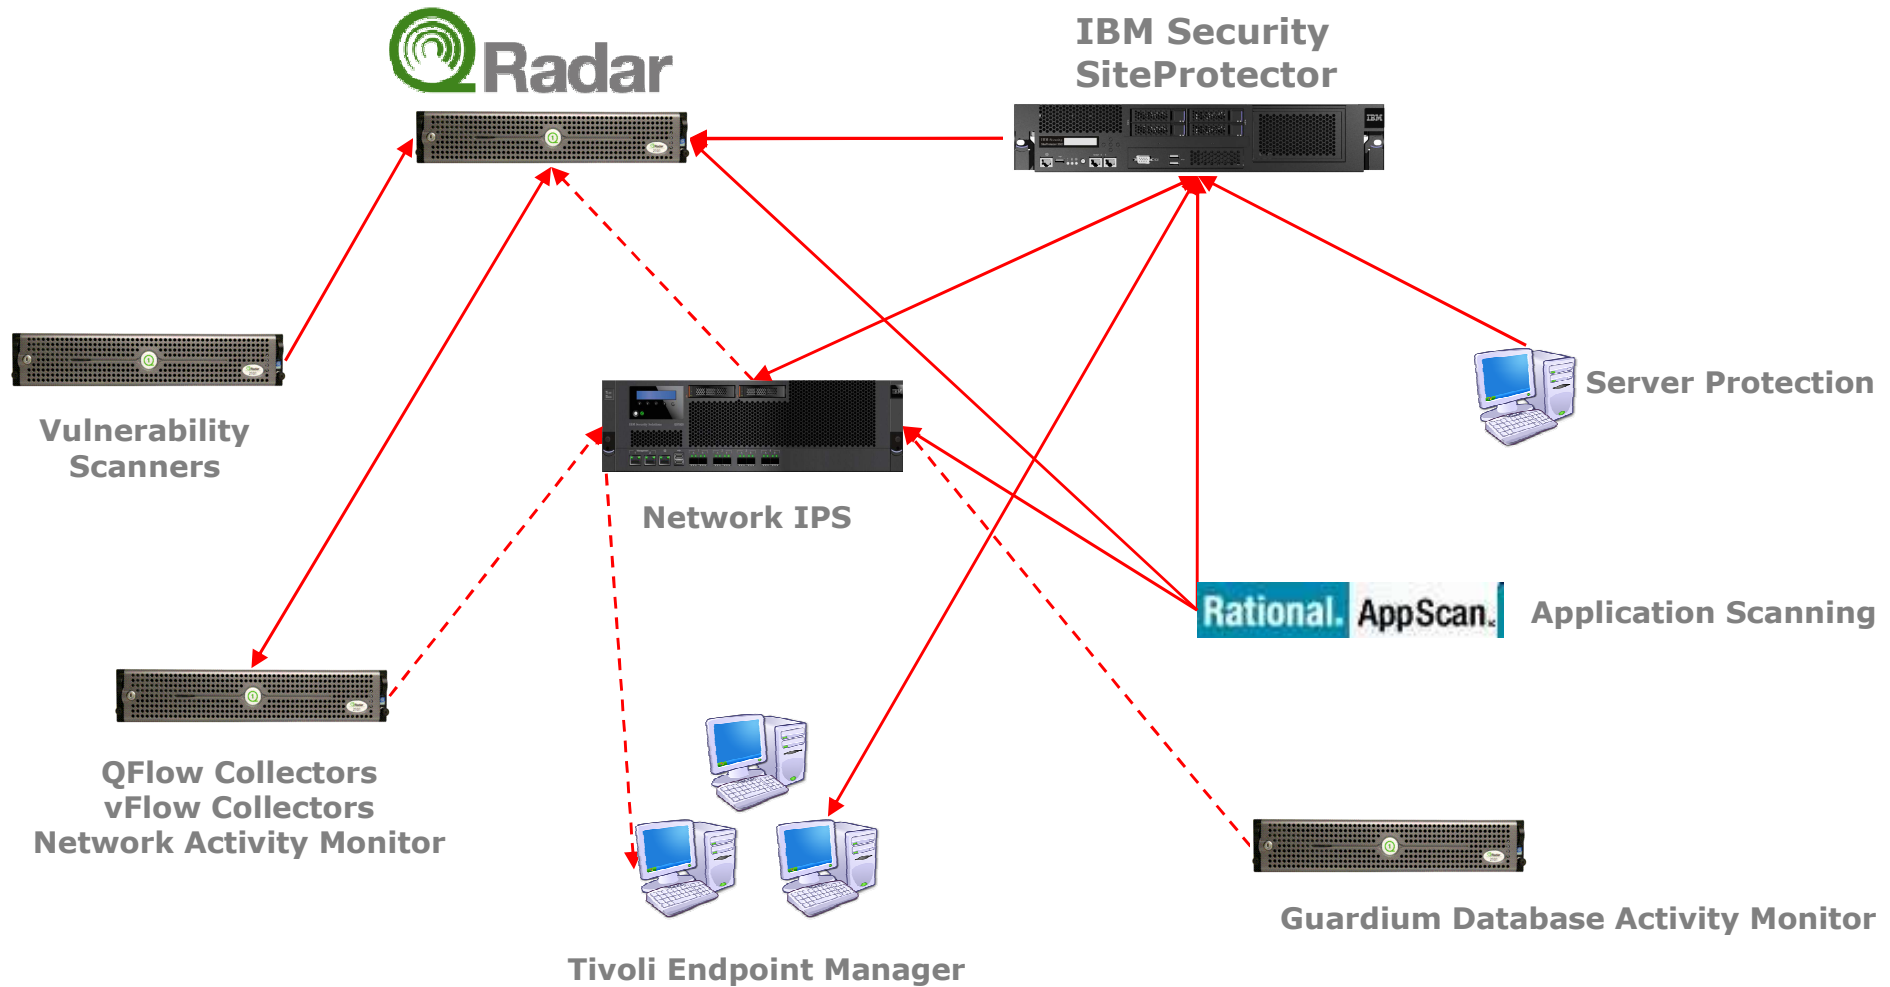 QRadar
IBM Security
SiteProtector
IBM
Server Protection
Vulnerability
Scanners
Network IPS
Rational. AppScan.
Application Scanning
QFlow Collectors
vFlow Collectors
Network Activity Monitor
Guardium Database Activity Monitor
Tivoli Endpoint Manager